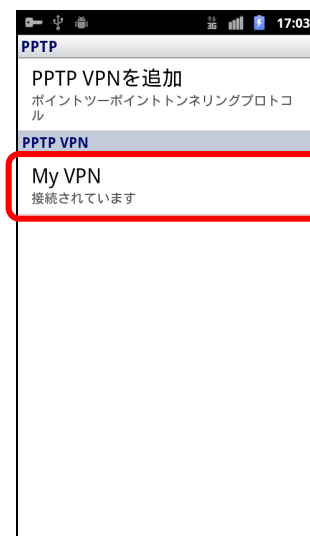 3G 17:03
PPTP
PPTP VPNを追加
ポイントツーポイントトンネリングプロトコ
ル
PPTP VPN
My VPN
接続されています